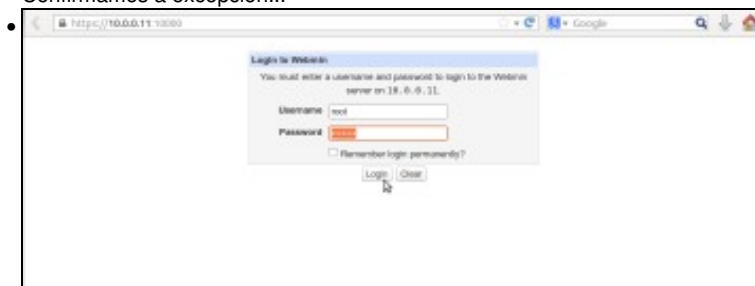 Confirmamos a excepción...
https://10.0.0.11:10000
Google
Login to Webmin
You must enter a username and password to login to the Webmin
server on 10.0.0.11.
Username root
Password
Remember login permanently?
Login Clear